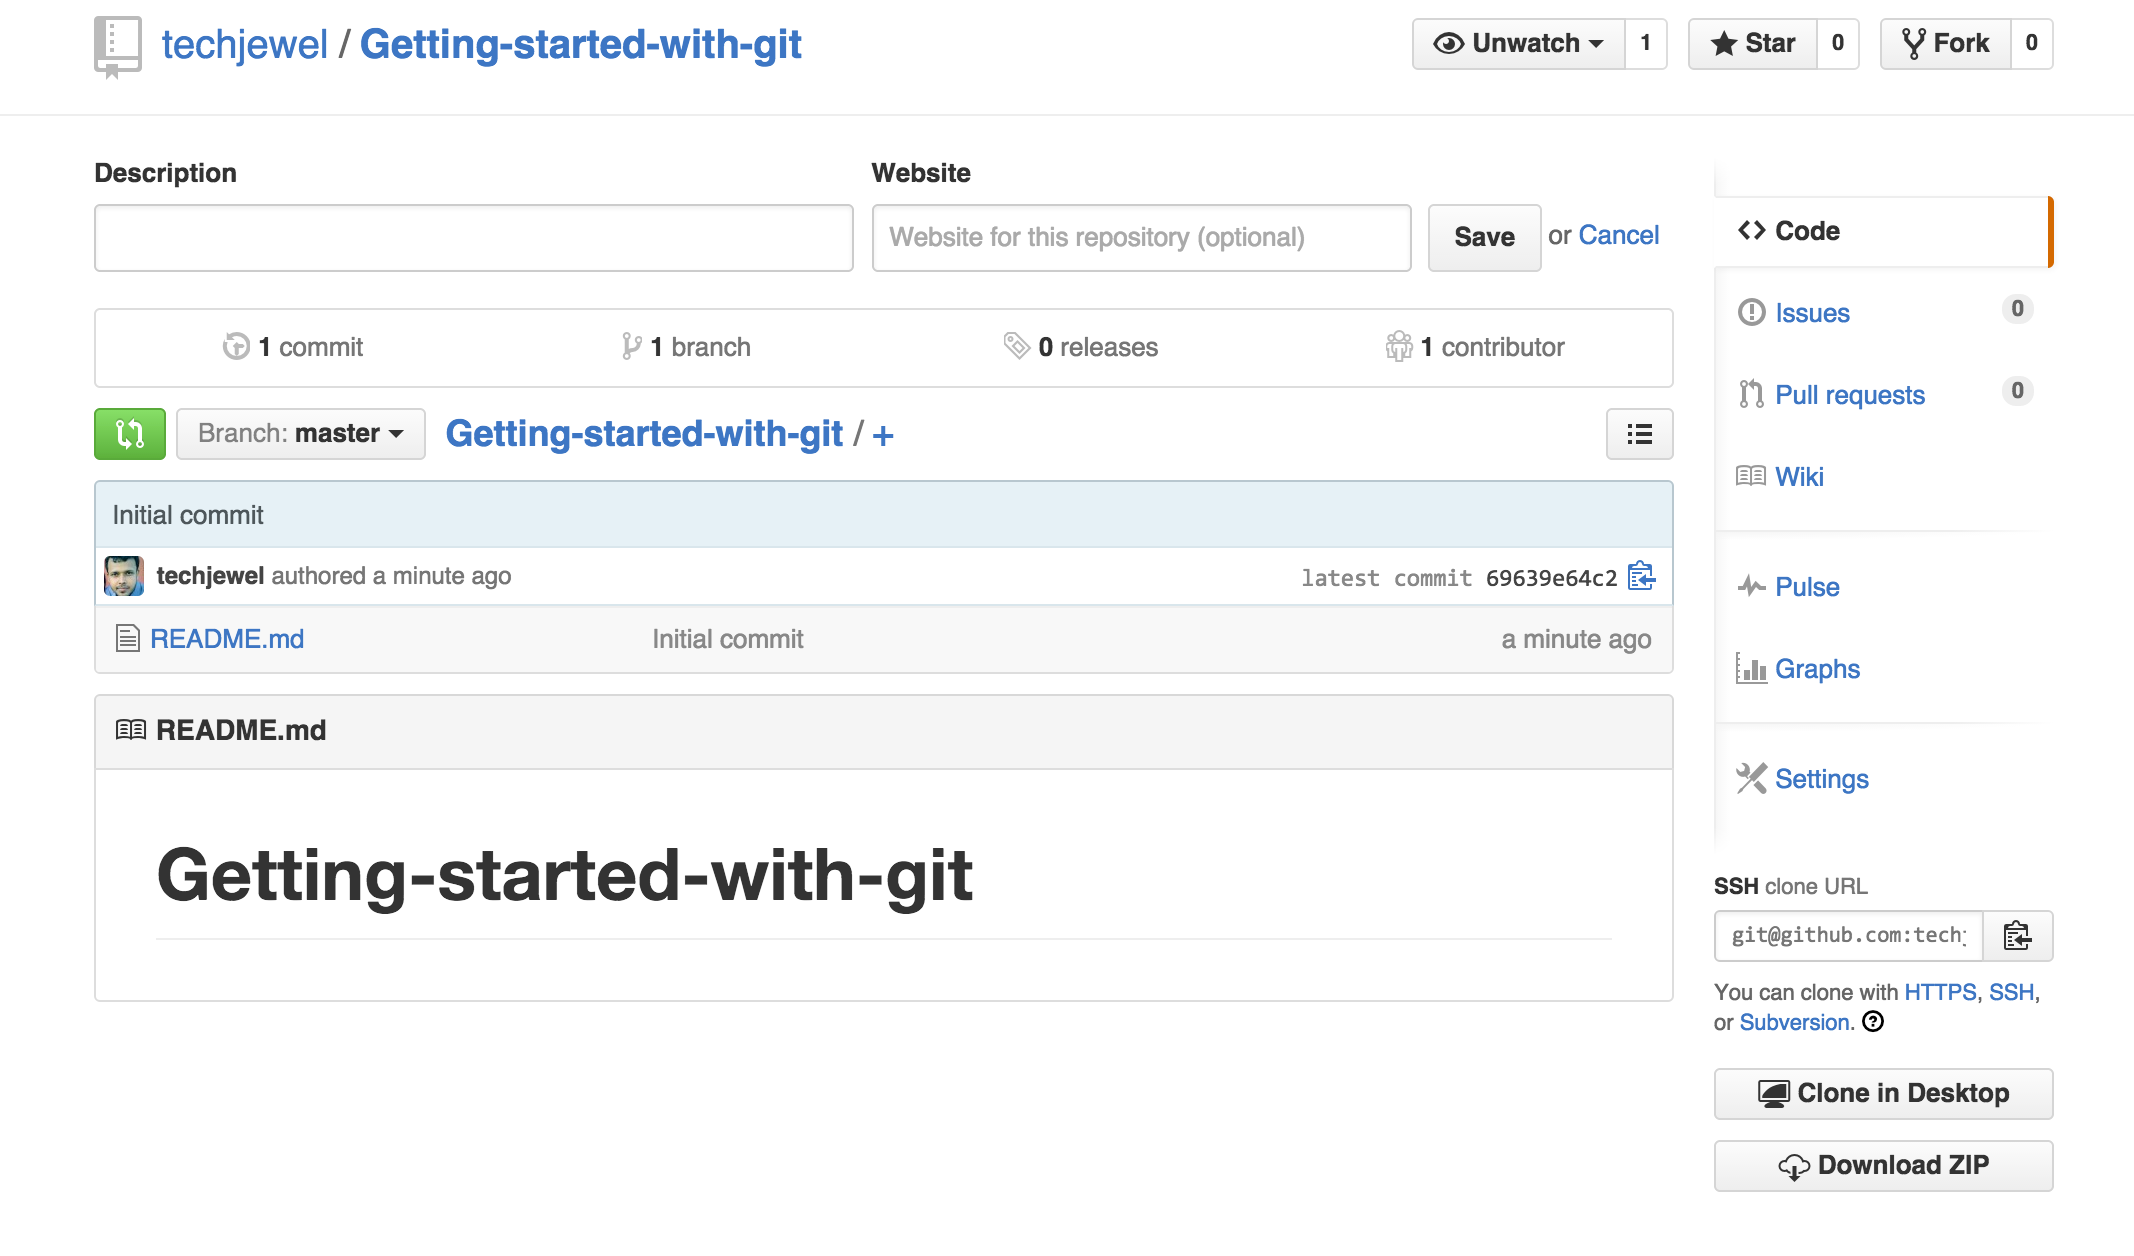 techjewel / Getting-started-with-git
Unwatch 1 Star 0 Fork 0
Description Website
Website for this repository (optional) Save or Cancel
1 commit 1 branch 0 releases 1 contributor
Branch: master Getting-started-with-git / +
Initial commit
techjewel authored a minute ago latest commit 69639e64c2
README.md Initial commit a minute ago
README.md
Getting-started-with-git
Code
Issues 0
Pull requests 0
Wiki
Pulse
Graphs
Settings
SSH clone URL
git@github.com:tech
You can clone with HTTPS, SSH,
or Subversion.
Clone in Desktop
Download ZIP